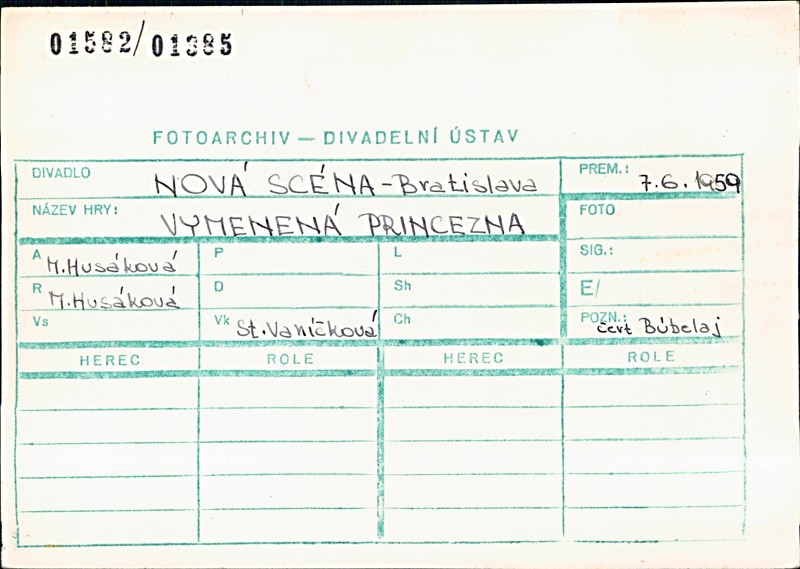 01582/01385
FOTOARCHIV — DIVADELNÍ ÚSTAV
DIVADLO NOVÁ SCÉNA - Bratislava PREM.: 7.6.1959
NÁZEV HRY: VYMENENÁ PRINCEZNA FOTO
A M. Husáková P L SIG.:
R M. Husáková D Sh E/
Vs Vk St. Vaníčková Ch POZN.: čert Búbelaj
HEREC ROLE HEREC ROLE